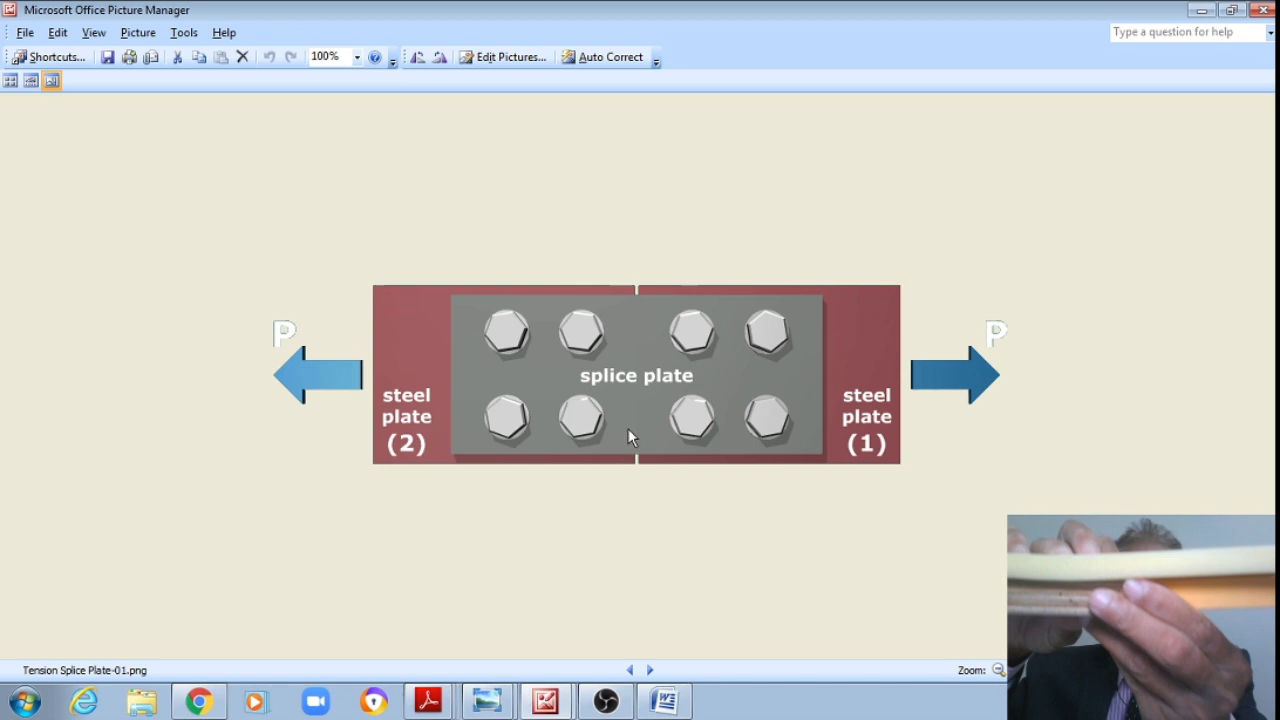 Microsoft Office Picture Manager
File Edit View Picture Tools Help
Type a question for help
Shortcuts... 100% Edit Pictures... Auto Correct
P P
splice plate
steel
plate
(2)
steel
plate
(1)
Tension Splice Plate-01.png
Zoom: